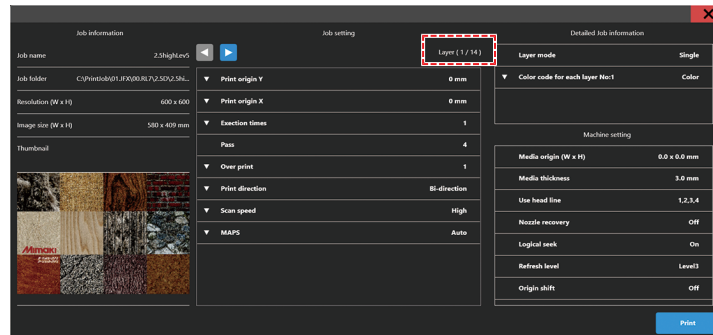 Job information
Job name 2.5highLev5
Job folder C:\PrintJob\01.JFX\00.RL7\2.5D\2.5hi...
Resolution (W x H) 600 x 600
Image size (W x H) 580 x 409 mm
Thumbnail
Mimaki
Job setting
Layer ( 1 / 14 )
▼ Print origin Y 0 mm
▼ Print origin X 0 mm
▼ Exection times 1
Pass 4
▼ Over print 1
▼ Print direction Bi-direction
▼ Scan speed High
▼ MAPS Auto
Detailed Job information
Layer mode Single
▼ Color code for each layer No:1 Color
Machine setting
Media origin (W x H) 0.0 x 0.0 mm
Media thickness 3.0 mm
Use head line 1,2,3,4
Nozzle recovery Off
Logical seek On
Refresh level Level3
Origin shift Off
Print